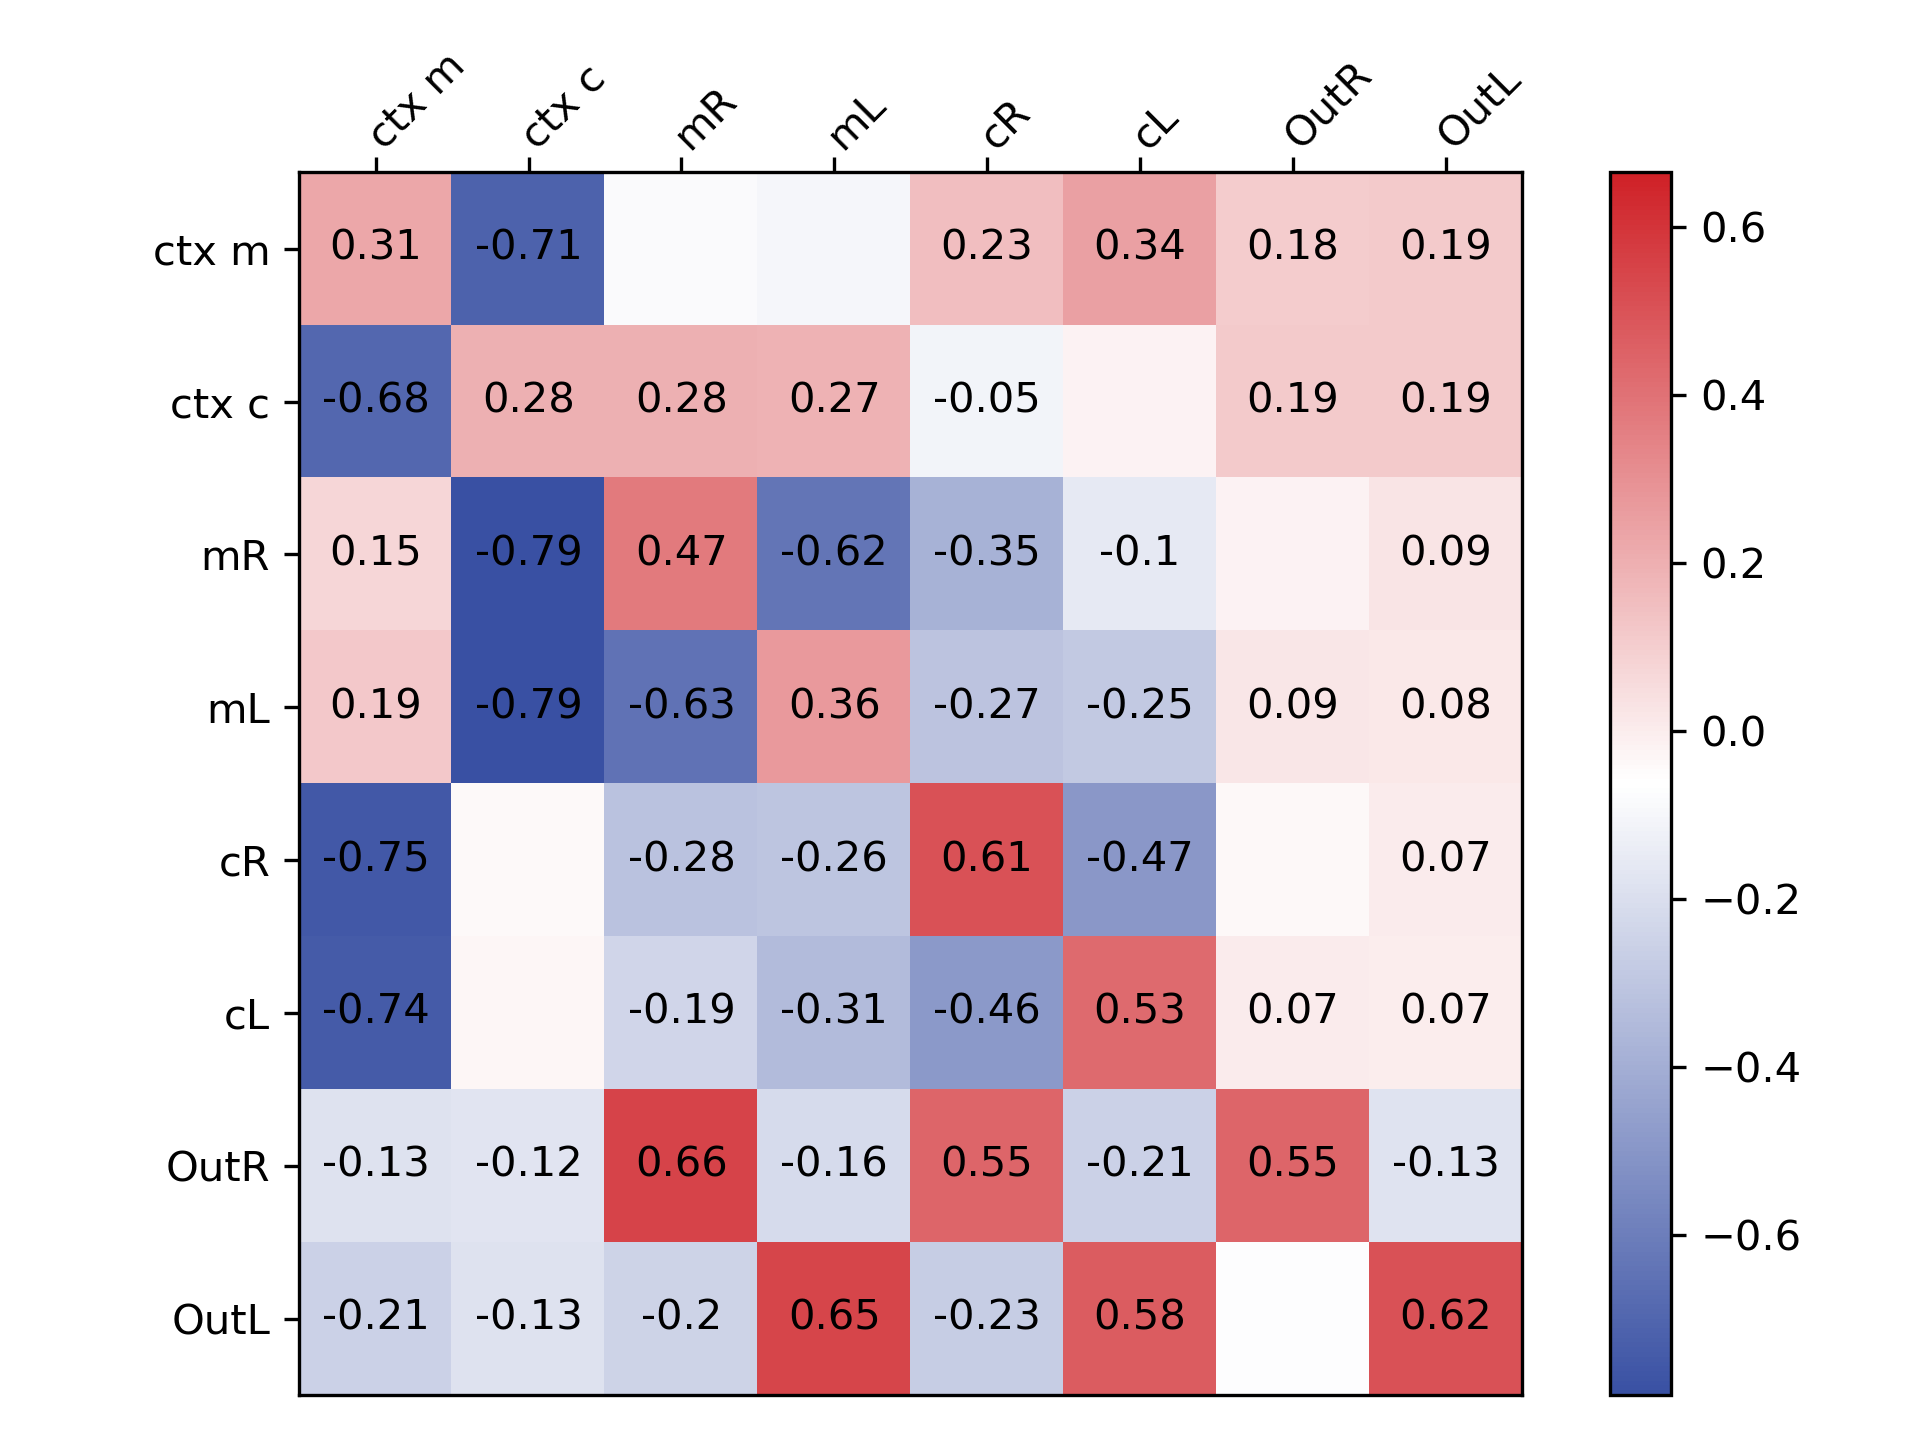 ctx m ctx c mR mL cR cL OutR OutL
ctx m 0.31 -0.71 0.23 0.34 0.18 0.19
ctx c -0.68 0.28 0.28 0.27 -0.05 0.19 0.19
mR 0.15 -0.79 0.47 -0.62 -0.35 -0.1 0.09
mL 0.19 -0.79 -0.63 0.36 -0.27 -0.25 0.09 0.08
cR -0.75 -0.28 -0.26 0.61 -0.47 0.07
cL -0.74 -0.19 -0.31 -0.46 0.53 0.07 0.07
OutR -0.13 -0.12 0.66 -0.16 0.55 -0.21 0.55 -0.13
OutL -0.21 -0.13 -0.2 0.65 -0.23 0.58 0.62
0.6
0.4
0.2
0.0
−0.2
−0.4
−0.6